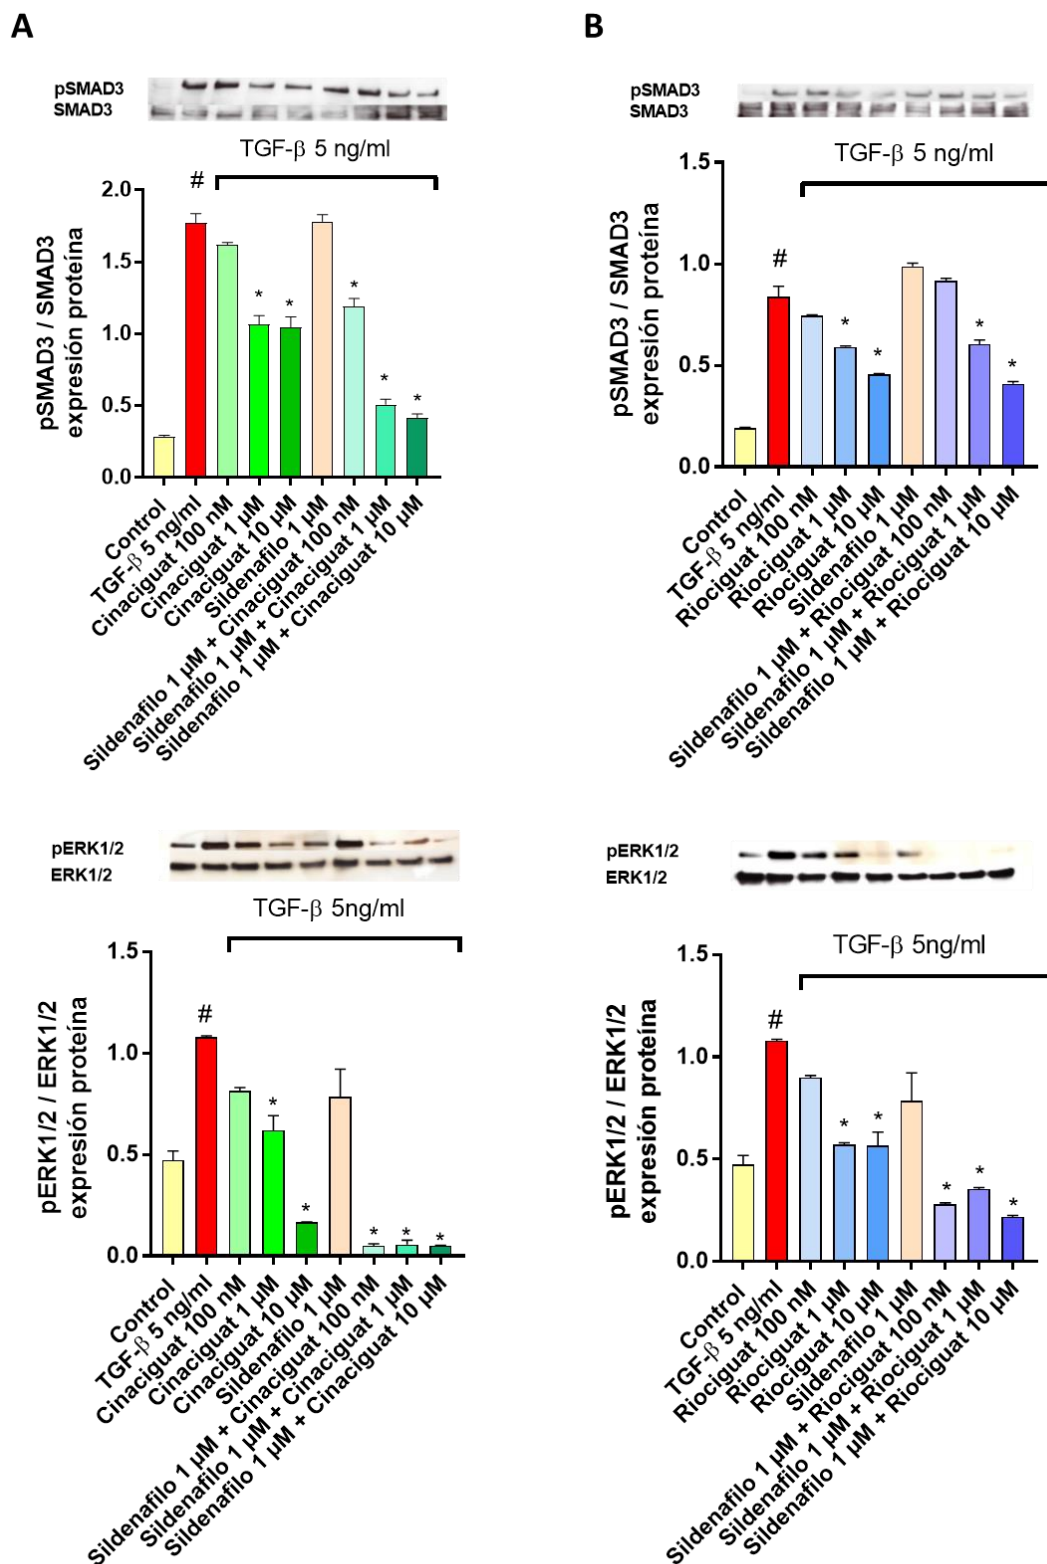 A
pSMAD3
SMAD3
TGF-β 5 ng/ml
#
2.0
1.5
1.0
0.5
0.0
pSMAD3 / SMAD3
expresión proteína
*
*
*
*
*
Control
TGF-β 5 ng/ml
Cinaciguat 100 nM
Cinaciguat 1 µM
Cinaciguat 10 µM
Sildenafilo 1 µM
Sildenafilo 1 µM + Cinaciguat 100 nM
Sildenafilo 1 µM + Cinaciguat 1 µM
Sildenafilo 1 µM + Cinaciguat 10 µM
B
pSMAD3
SMAD3
TGF-β 5 ng/ml
#
1.5
1.0
0.5
0.0
pSMAD3 / SMAD3
expresión proteína
*
*
*
*
Control
TGF-β 5 ng/ml
Riociguat 100 nM
Riociguat 1 µM
Riociguat 10 µM
Sildenafilo 1 µM
Sildenafilo 1 µM + Riociguat 100 nM
Sildenafilo 1 µM + Riociguat 1 µM
Sildenafilo 1 µM + Riociguat 10 µM
pERK1/2
ERK1/2
TGF-β 5ng/ml
#
1.5
1.0
0.5
0.0
pERK1/2 / ERK1/2
expresión proteína
*
*
*
*
*
Control
TGF-β 5 ng/ml
Cinaciguat 100 nM
Cinaciguat 1 µM
Cinaciguat 10 µM
Sildenafilo 1 µM
Sildenafilo 1 µM + Cinaciguat 100 nM
Sildenafilo 1 µM + Cinaciguat 1 µM
Sildenafilo 1 µM + Cinaciguat 10 µM
pERK1/2
ERK1/2
TGF-β 5ng/ml
#
1.5
1.0
0.5
0.0
pERK1/2 / ERK1/2
expresión proteína
*
*
*
*
*
Control
TGF-β 5 ng/ml
Riociguat 100 nM
Riociguat 1 µM
Riociguat 10 µM
Sildenafilo 1 µM
Sildenafilo 1 µM + Riociguat 100 nM
Sildenafilo 1 µM + Riociguat 1 µM
Sildenafilo 1 µM + Riociguat 10 µM